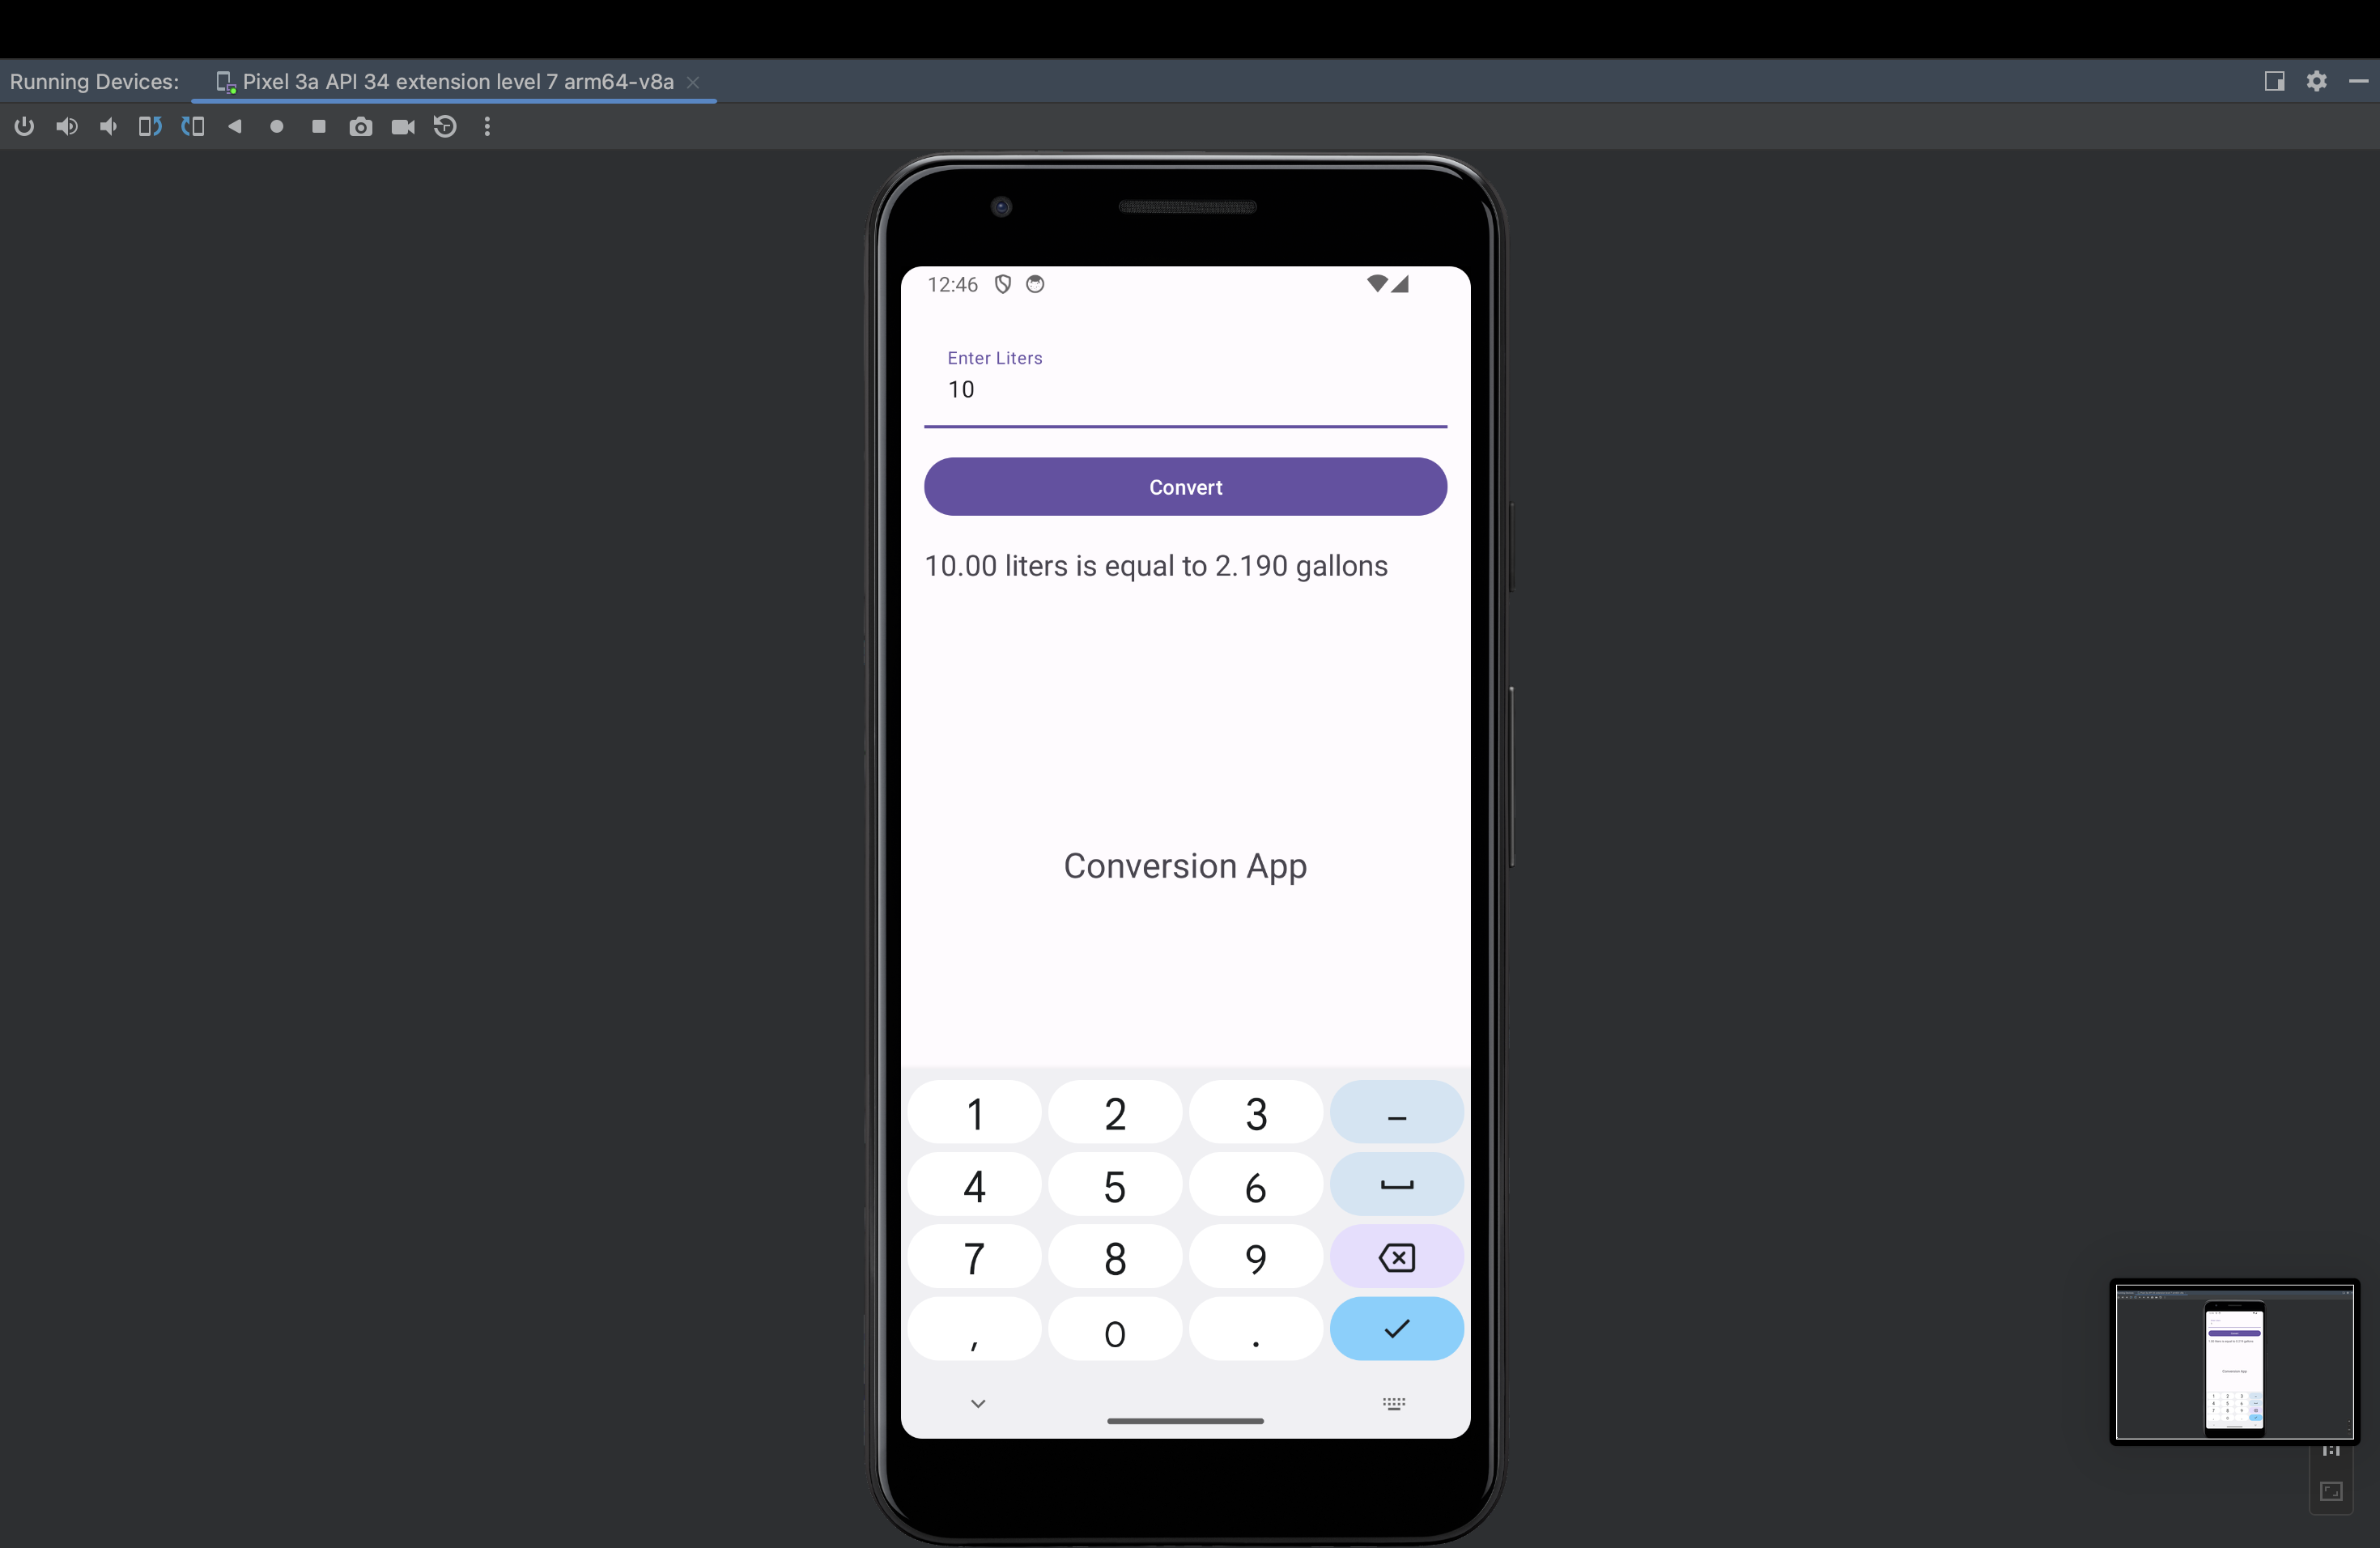 Running Devices: Pixel 3a API 34 extension level 7 arm64-v8a
12:46
Enter Liters
10
Convert
10.00 liters is equal to 2.190 gallons
Conversion App
1 2 3 –
4 5 6
7 8 9
, 0 .